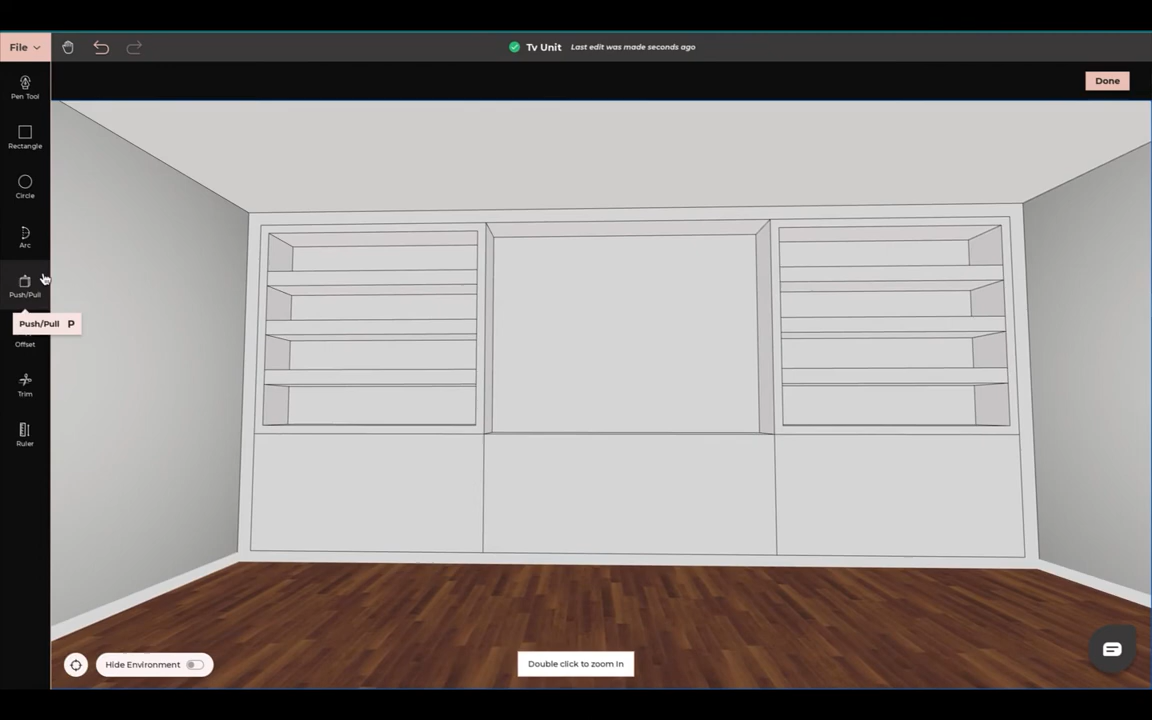 File
Tv Unit
Last edit was made seconds ago
Done
Pen Tool
Rectangle
Circle
Arc
Push/Pull
Push/Pull P
Offset
Trim
Ruler
Hide Environment
Double click to zoom In